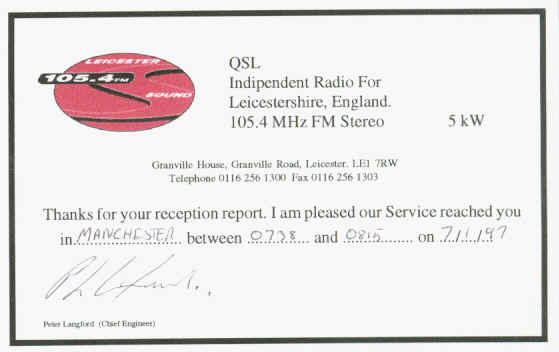 LEICESTER
105.4 FM
SOUND
QSL
Indipendent Radio For
Leicestershire, England.
105.4 MHz FM Stereo 5 kW
Granville House, Granville Road, Leicester. LE1 7RW
Telephone 0116 256 1300 Fax 0116 256 1303
Thanks for your reception report. I am pleased our Service reached you
in MANCHESTER between 0738 and 0815 on 7/1/97
Peter Langford (Chief Engineer)